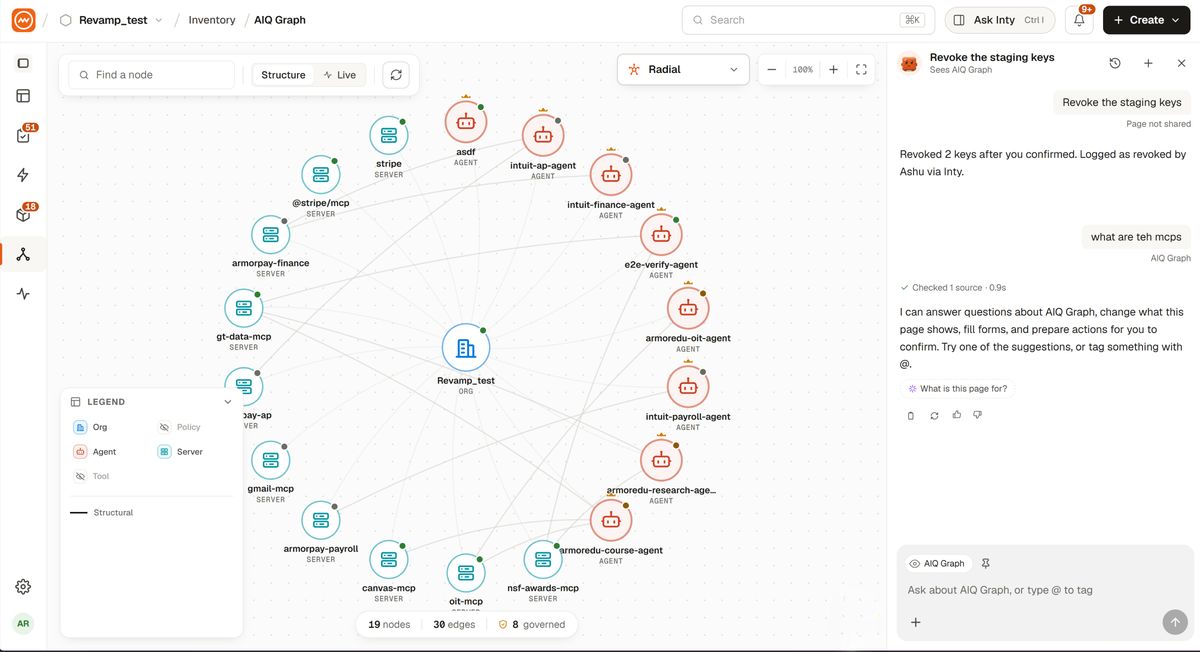 Revamp_test
/
Inventory
/
AIQ Graph
Search
⌘K
Ask Inty Ctrl I
9+
+ Create
51
18
AR
Find a node
Structure
Live
Radial
100%
asdf
AGENT
stripe
SERVER
intuit-ap-agent
AGENT
@stripe/mcp
SERVER
intuit-finance-agent
AGENT
armorpay-finance
SERVER
e2e-verify-agent
AGENT
gt-data-mcp
SERVER
armoredu-oit-agent
AGENT
Revamp_test
ORG
pay-ap
VER
intuit-payroll-agent
AGENT
gmail-mcp
SERVER
armoredu-research-age...
AGENT
armorpay-payroll
SERVER
armoredu-course-agent
AGENT
canvas-mcp
SERVER
oit-mcp
SERVER
nsf-awards-mcp
SERVER
LEGEND
Org
Policy
Agent
Server
Tool
Structural
19 nodes
30 edges
8 governed
Revoke the staging keys
Sees AIQ Graph
Revoke the staging keys
Page not shared
Revoked 2 keys after you confirmed. Logged as revoked by
Ashu via Inty.
what are teh mcps
AIQ Graph
Checked 1 source · 0.9s
I can answer questions about AIQ Graph, change what this
page shows, fill forms, and prepare actions for you to
confirm. Try one of the suggestions, or tag something with
@.
What is this page for?
AIQ Graph
Ask about AIQ Graph, or type @ to tag